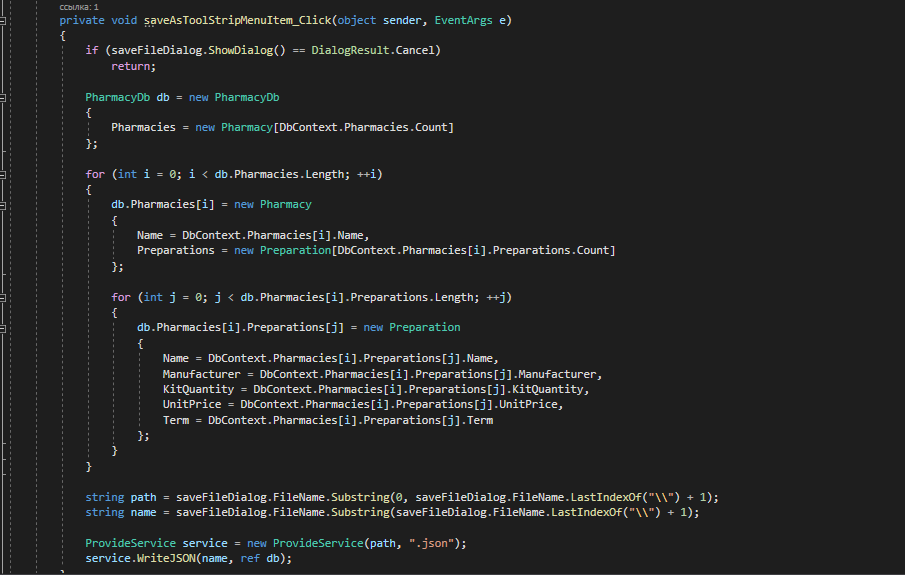 ссылка: 1
private void saveAsToolStripMenuItem_Click(object sender, EventArgs e)
{
if (saveFileDialog.ShowDialog() == DialogResult.Cancel)
return;
PharmacyDb db = new PharmacyDb
{
Pharmacies = new Pharmacy[DbContext.Pharmacies.Count]
};
for (int i = 0; i < db.Pharmacies.Length; ++i)
{
db.Pharmacies[i] = new Pharmacy
{
Name = DbContext.Pharmacies[i].Name,
Preparations = new Preparation[DbContext.Pharmacies[i].Preparations.Count]
};
for (int j = 0; j < db.Pharmacies[i].Preparations.Length; ++j)
{
db.Pharmacies[i].Preparations[j] = new Preparation
{
Name = DbContext.Pharmacies[i].Preparations[j].Name,
Manufacturer = DbContext.Pharmacies[i].Preparations[j].Manufacturer,
KitQuantity = DbContext.Pharmacies[i].Preparations[j].KitQuantity,
UnitPrice = DbContext.Pharmacies[i].Preparations[j].UnitPrice,
Term = DbContext.Pharmacies[i].Preparations[j].Term
};
}
}
string path = saveFileDialog.FileName.Substring(0, saveFileDialog.FileName.LastIndexOf("\\") + 1);
string name = saveFileDialog.FileName.Substring(saveFileDialog.FileName.LastIndexOf("\\") + 1);
ProvideService service = new ProvideService(path, ".json");
service.WriteJSON(name, ref db);